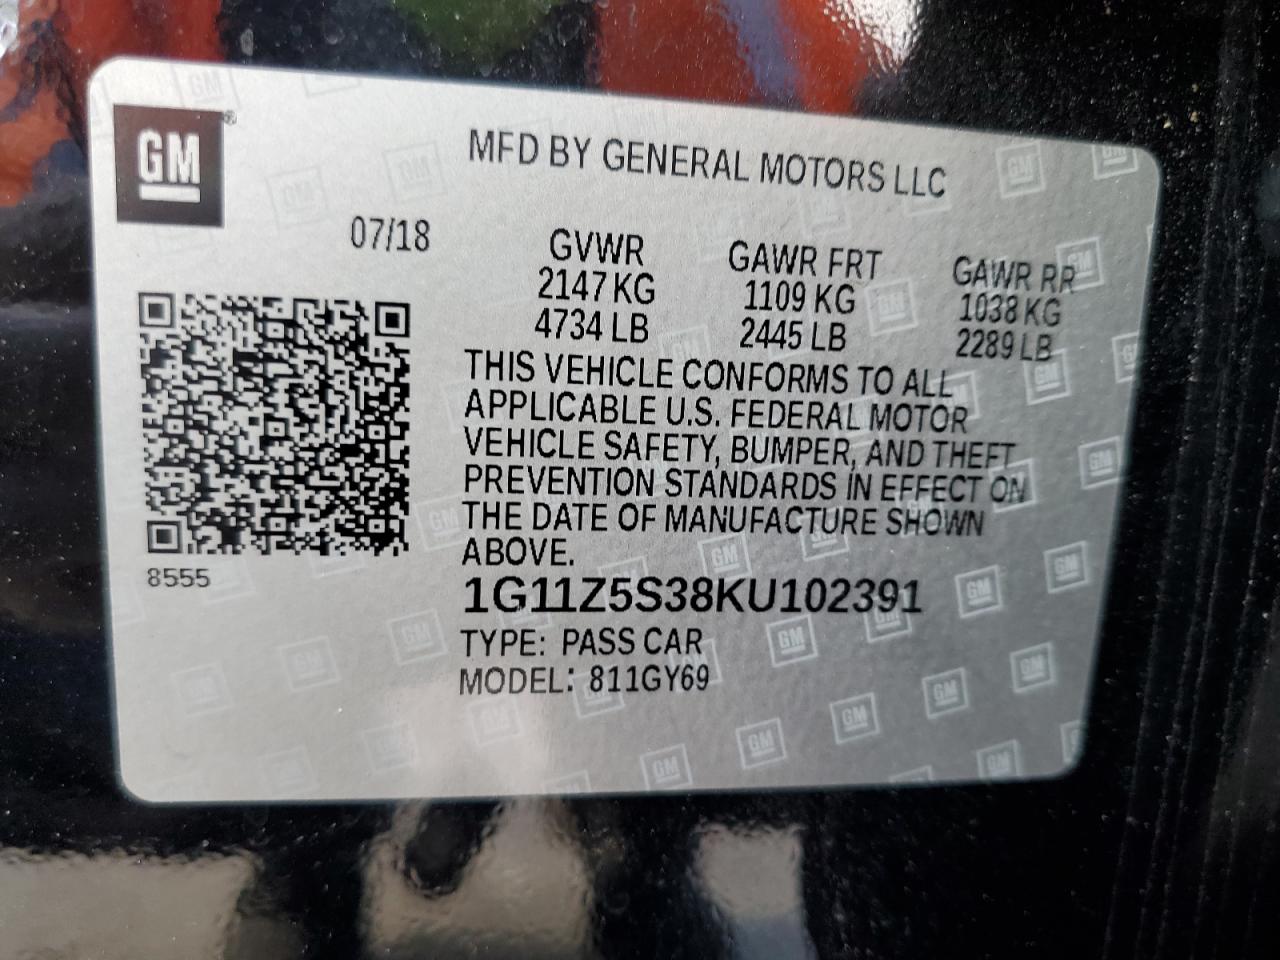 GM
MFD BY GENERAL MOTORS LLC
07/18
GVWR GAWR FRT GAWR RR
2147 KG 1109 KG 1038 KG
4734 LB 2445 LB 2289 LB
THIS VEHICLE CONFORMS TO ALL
APPLICABLE U.S. FEDERAL MOTOR
VEHICLE SAFETY, BUMPER, AND THEFT
PREVENTION STANDARDS IN EFFECT ON
THE DATE OF MANUFACTURE SHOWN
ABOVE.
8555
1G11Z5S38KU102391
TYPE: PASS CAR
MODEL: 811GY69